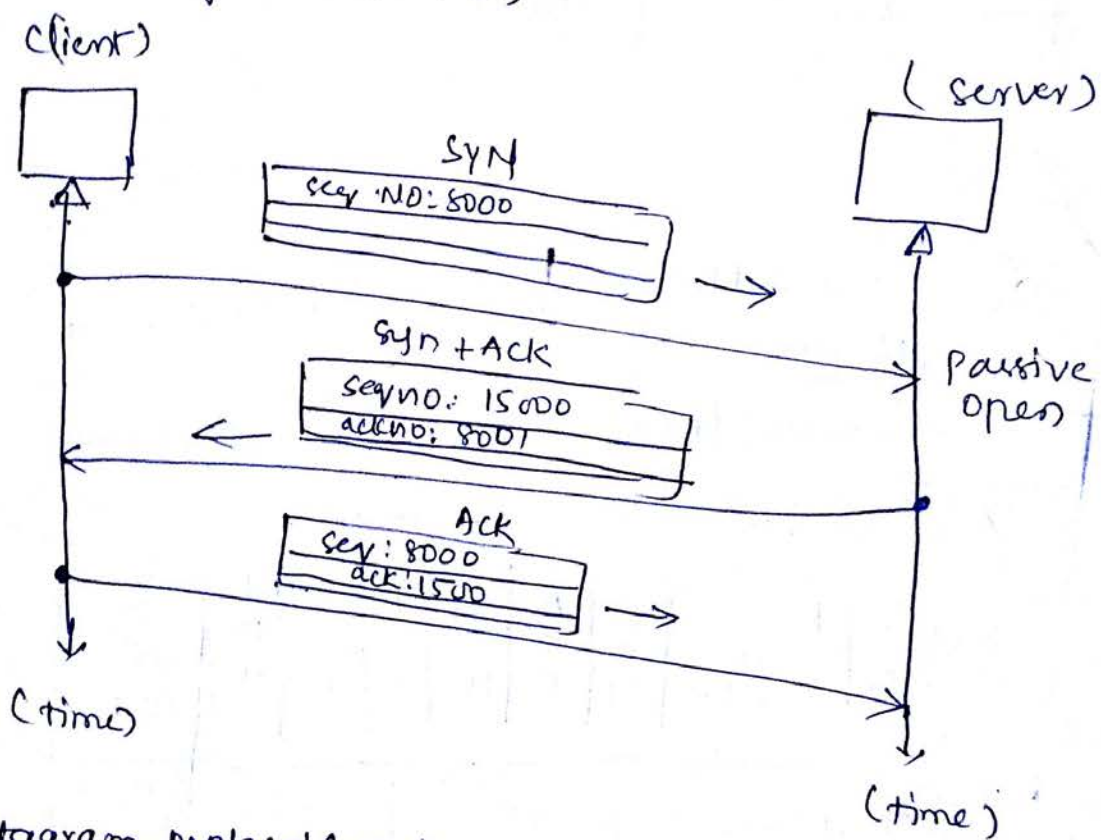 Client)
(server)
SYN
seq NO: 8000
Syn + ACK
seqno: 15000
ackno: 8001
Passive
open
ACK
seq: 8000
ack: 1500
(time)
(time)